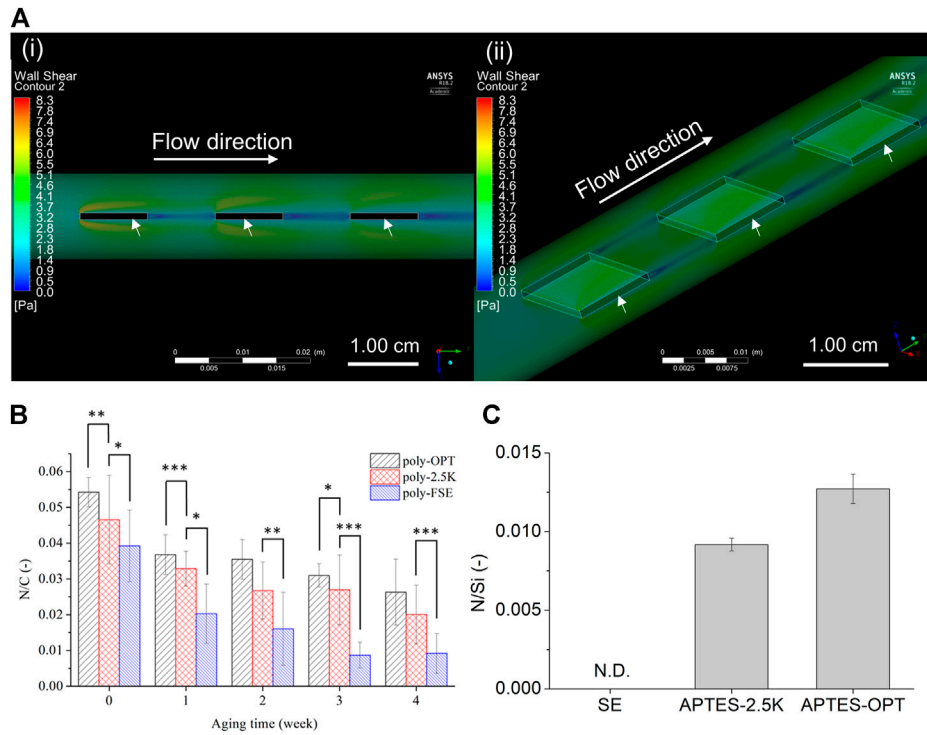 A
(i)
Wall Shear
Contour 2
8.3
7.8
6.9
6.4
6.0
5.1
4.6
4.1
3.7
3.2
2.8
2.3
1.8
1.4
0.9
0.5
0.0
[Pa]
ANSYS
R18.2
Academic
Flow direction
0
0.01
0.02 (m)
0.005
0.015
1.00 cm
(ii)
Wall Shear
Contour 2
8.3
7.8
6.9
6.4
6.0
5.1
4.6
4.1
3.7
3.2
2.8
2.3
1.8
1.4
0.9
0.5
0.0
[Pa]
ANSYS
R18.2
Academic
Flow direction
0
0.005
0.01 (m)
0.0025
0.0075
1.00 cm
B
N/C (-)
0.06
0.05
0.04
0.03
0.02
0.01
0.00
**
*
***
*
**
*
***
***
poly-OPT
poly-2.5K
poly-FSE
0 1 2 3 4
Aging time (week)
C
N/Si (-)
0.015
0.010
0.005
0.000
N.D.
SE APTES-2.5K APTES-OPT